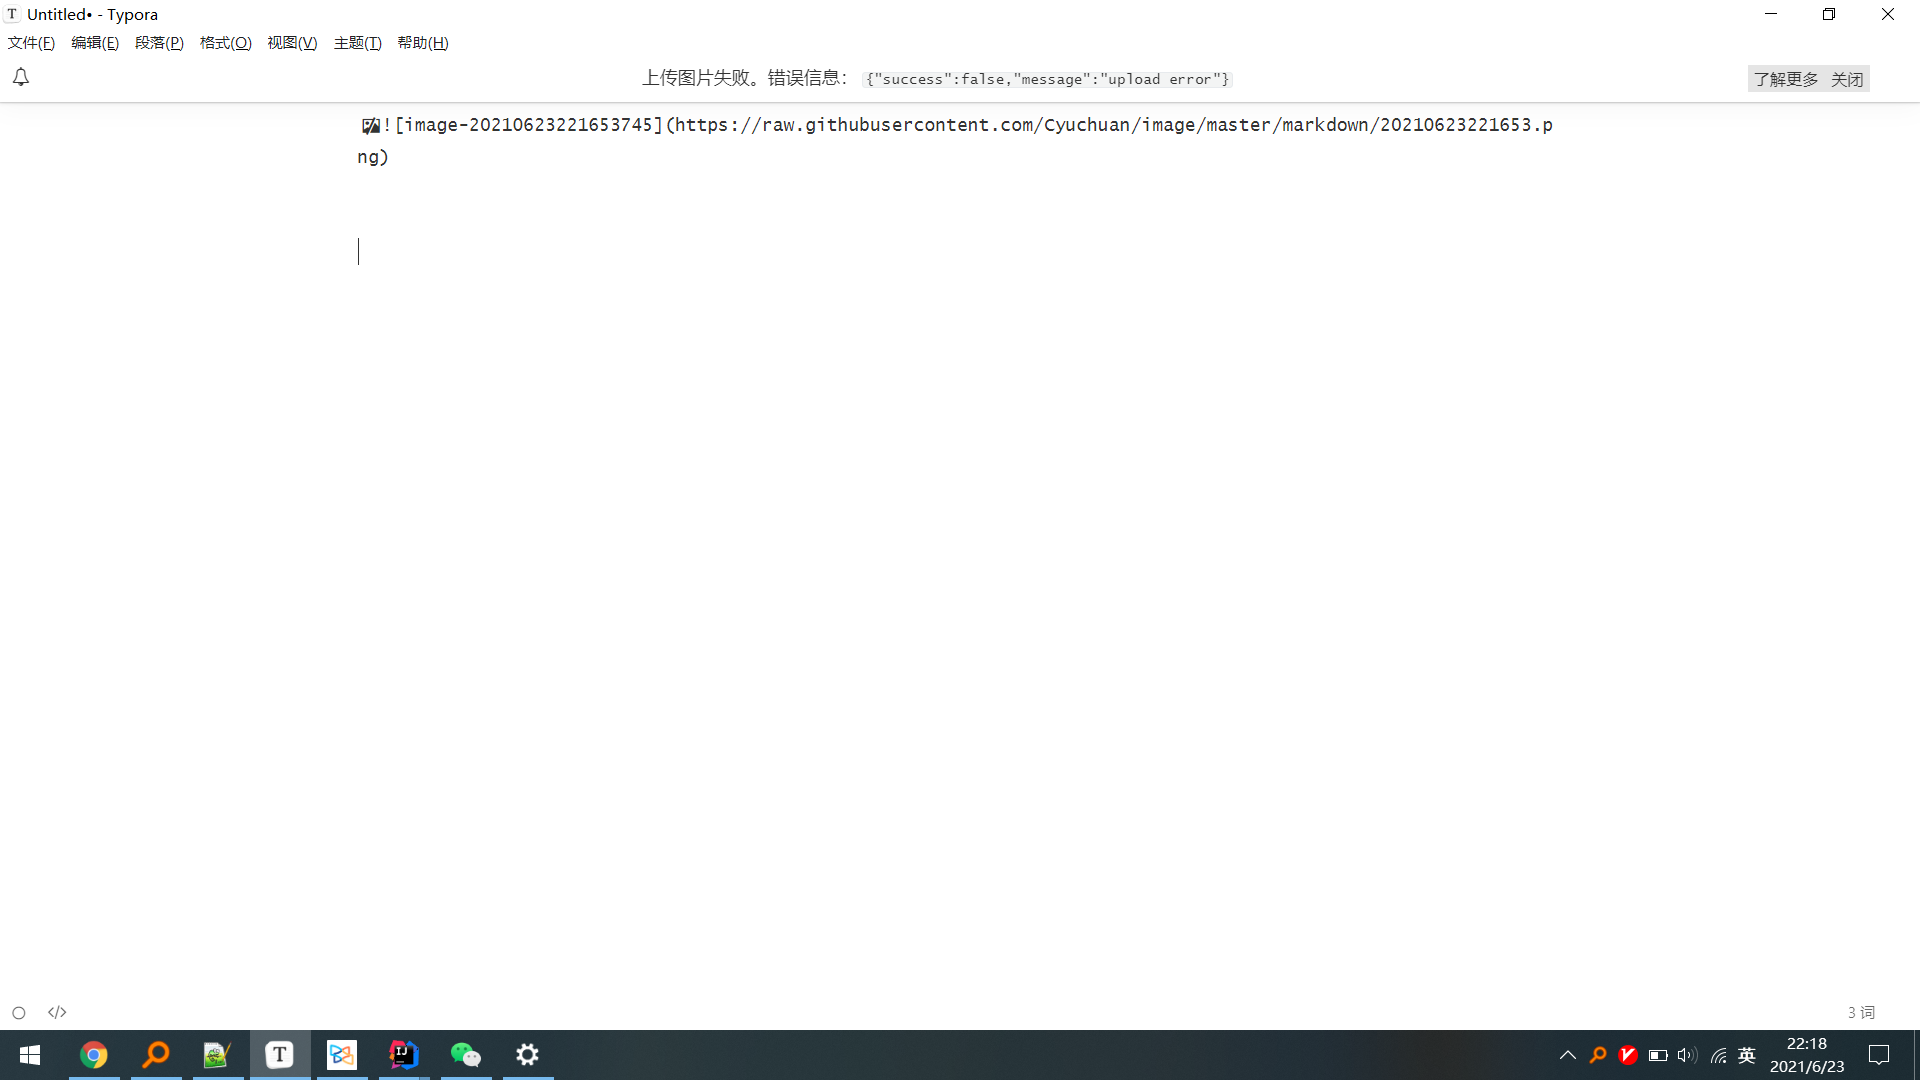 Untitled• - Typora
文件(F) 编辑(E) 段落(P) 格式(O) 视图(V) 主题(T) 帮助(H)
上传图片失败。错误信息： {"success":false,"message":"upload error"} 了解更多 关闭
![image-20210623221653745](https://raw.githubusercontent.com/Cyuchuan/image/master/markdown/20210623221653.p
ng)
</> 3 词
T IJ 英 22:18
2021/6/23